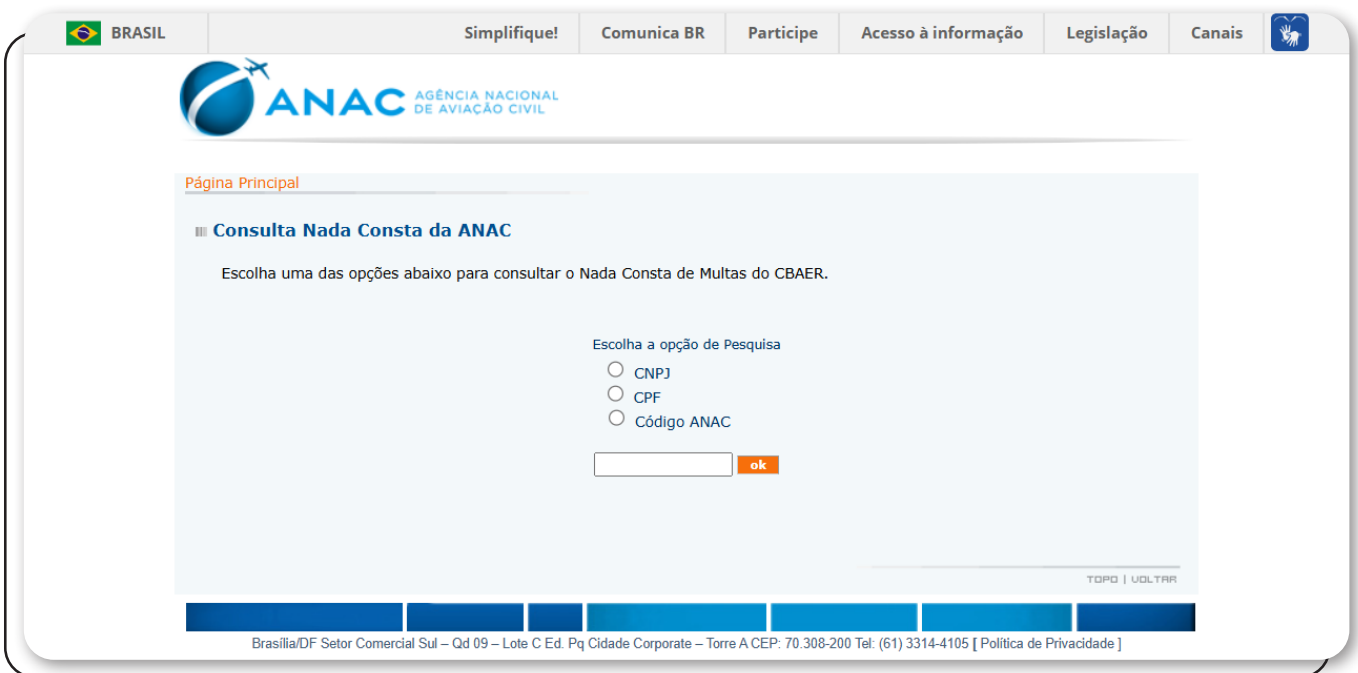 BRASIL Simplifique! Comunica BR Participe Acesso à informação Legislação Canais
ANAC AGÊNCIA NACIONAL
DE AVIAÇÃO CIVIL
Página Principal
Consulta Nada Consta da ANAC
Escolha uma das opções abaixo para consultar o Nada Consta de Multas do CBAER.
Escolha a opção de Pesquisa
CNPJ
CPF
Código ANAC
ok
TOPO | VOLTAR
Brasília/DF Setor Comercial Sul – Qd 09 – Lote C Ed. Pq Cidade Corporate – Torre A CEP: 70.308-200 Tel: (61) 3314-4105 [ Política de Privacidade ]